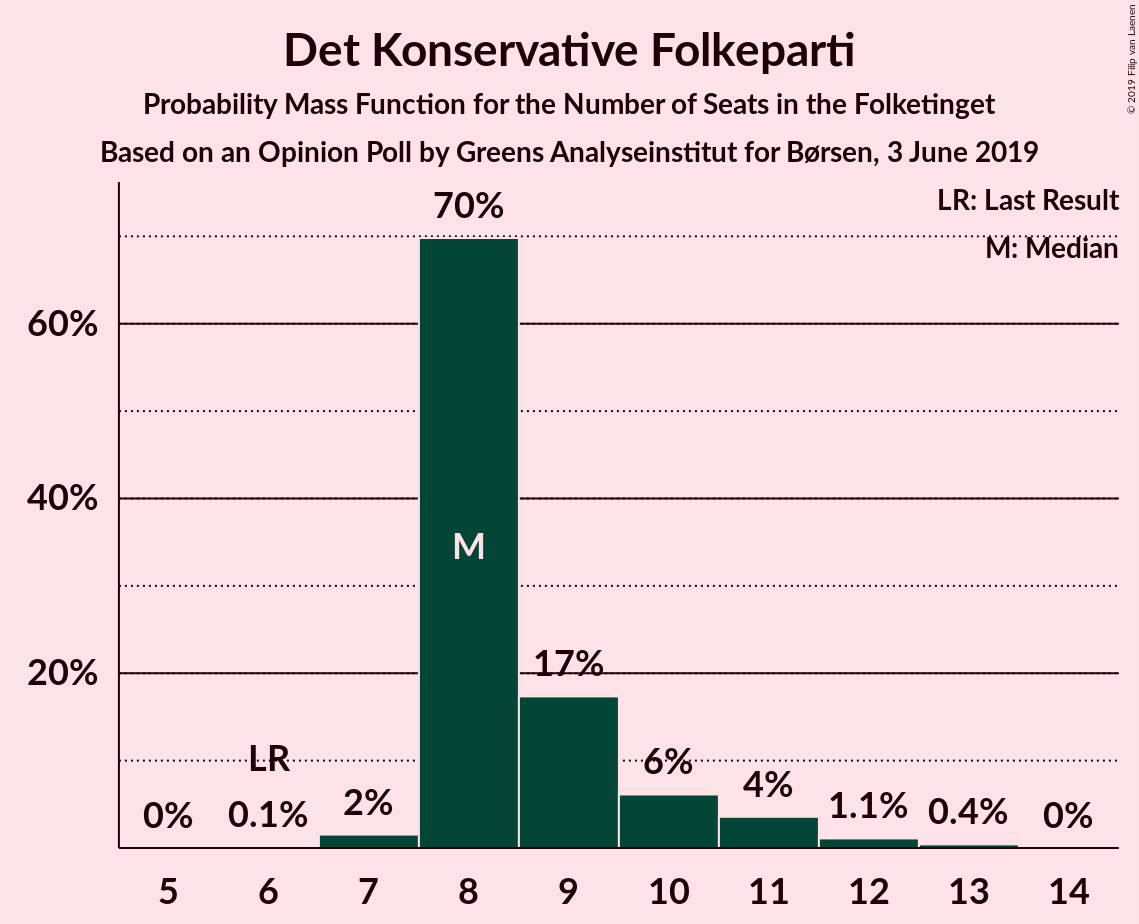 Det Konservative Folkeparti
Probability Mass Function for the Number of Seats in the Folketinget
Based on an Opinion Poll by Greens Analyseinstitut for Børsen, 3 June 2019
© 2019 Filip van Laenen
LR: Last Result
M: Median
70%
60%
40%
M
20%
17%
LR
6%
4%
2%
1.1%
0.4%
0%
0.1%
0%
5 6 7 8 9 10 11 12 13 14